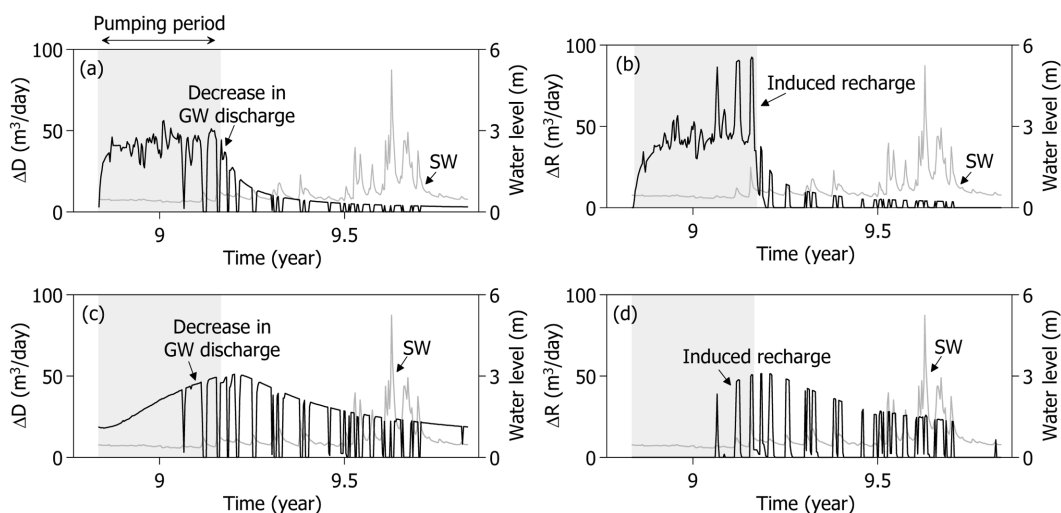 Pumping period
(a)
ΔD (m³/day)
100
50
0
Decrease in
GW discharge
SW
6
3
0
Water level (m)
9
9.5
Time (year)
(b)
ΔR (m³/day)
100
50
0
Induced recharge
SW
6
3
0
Water level (m)
9
9.5
Time (year)
(c)
ΔD (m³/day)
100
50
0
Decrease in
GW discharge
SW
6
3
0
Water level (m)
9
9.5
Time (year)
(d)
ΔR (m³/day)
100
50
0
Induced recharge
SW
6
3
0
Water level (m)
9
9.5
Time (year)